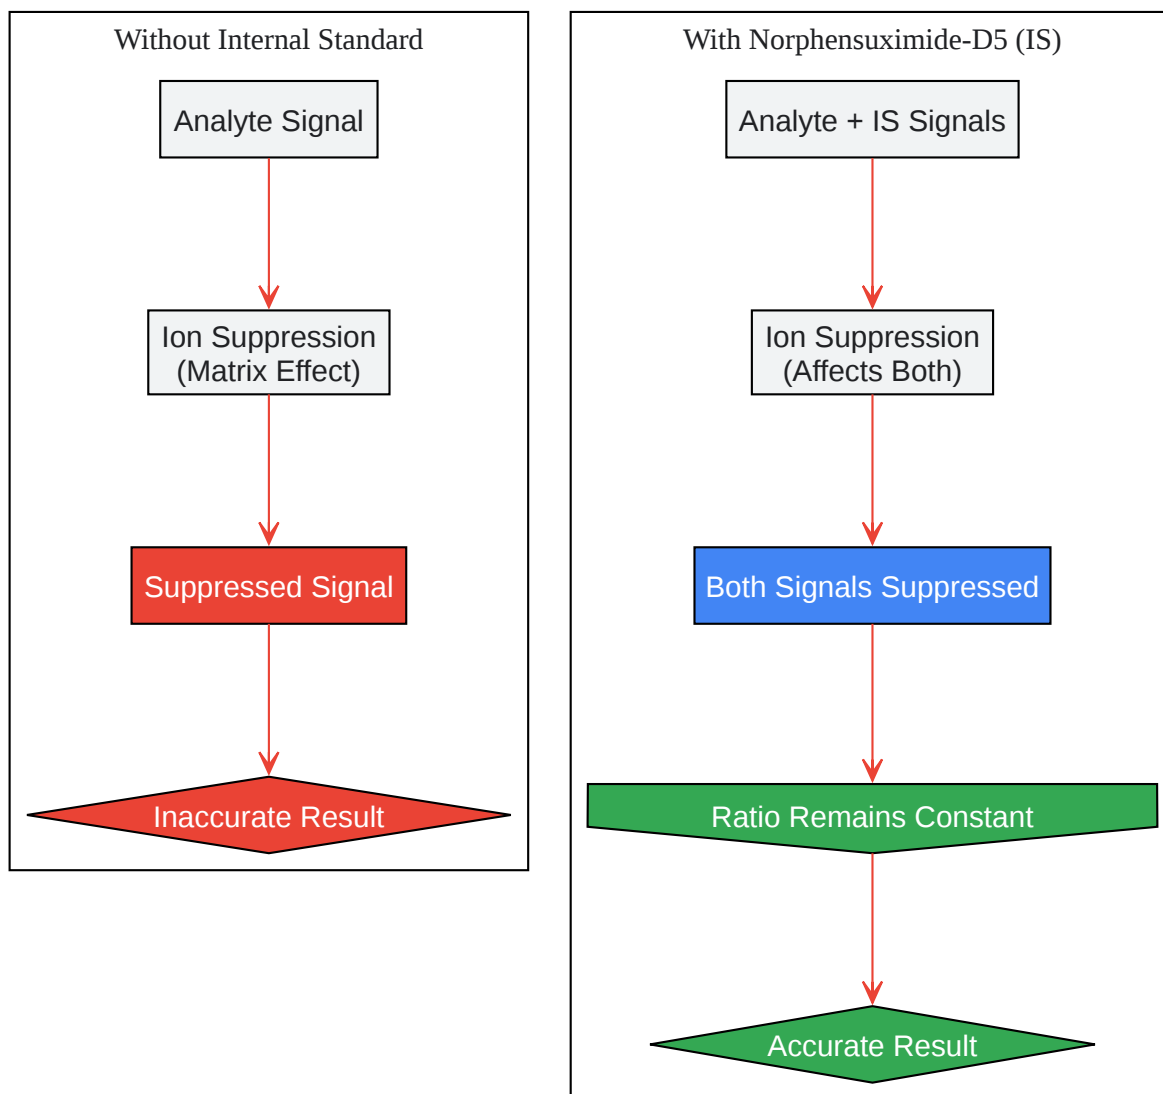 Without Internal Standard
Analyte Signal
Ion Suppression
(Matrix Effect)
Suppressed Signal
Inaccurate Result
With Norphensuximide-D5 (IS)
Analyte + IS Signals
Ion Suppression
(Affects Both)
Both Signals Suppressed
Ratio Remains Constant
Accurate Result